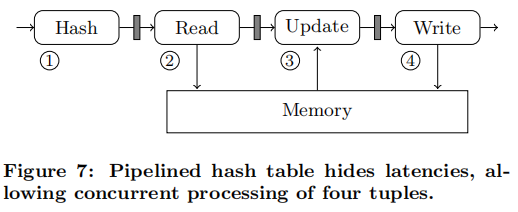 Hash Read Update Write
① ② ③ ④
Memory
Figure 7: Pipelined hash table hides latencies, al-
lowing concurrent processing of four tuples.